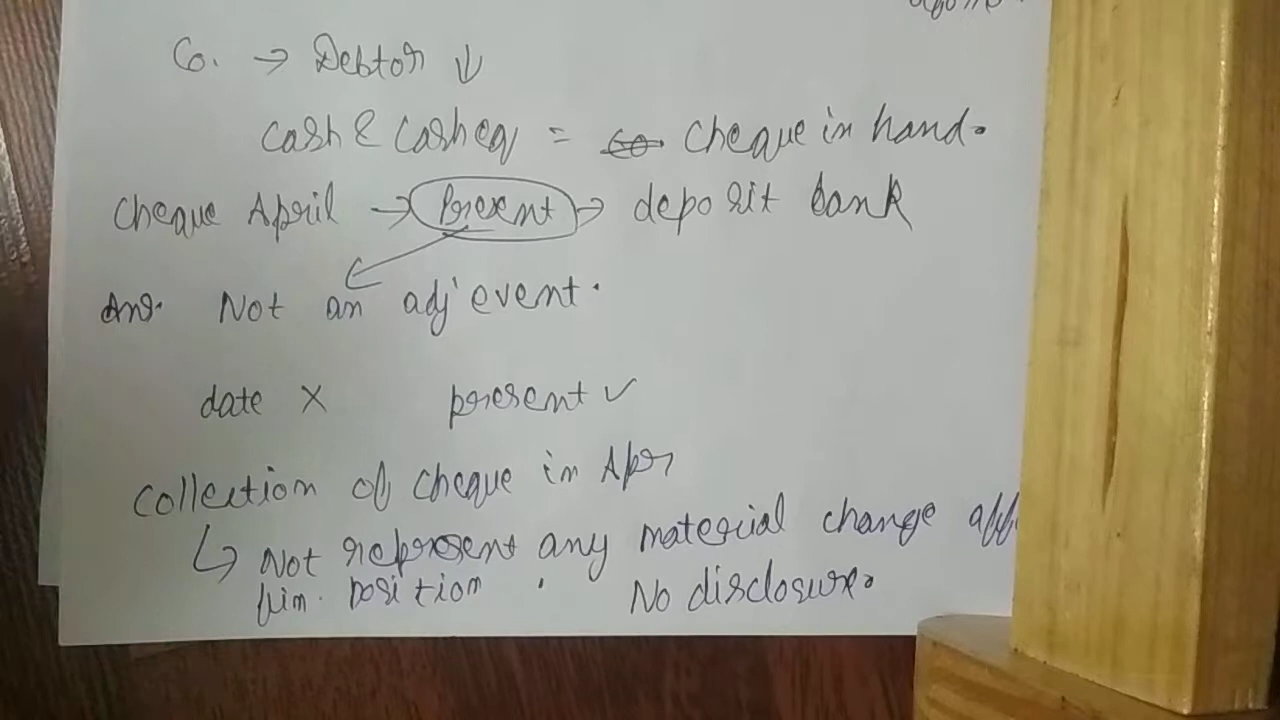 Co. → Debtor ↓
Cash & Cash eq = Cheque in hand.
Cheque April → Present → deposit bank
Ans. Not an adj' event.
date X present ✓
Collection of cheque in Apr
↳ Not represent any material change aff
fin. position . No disclosure.